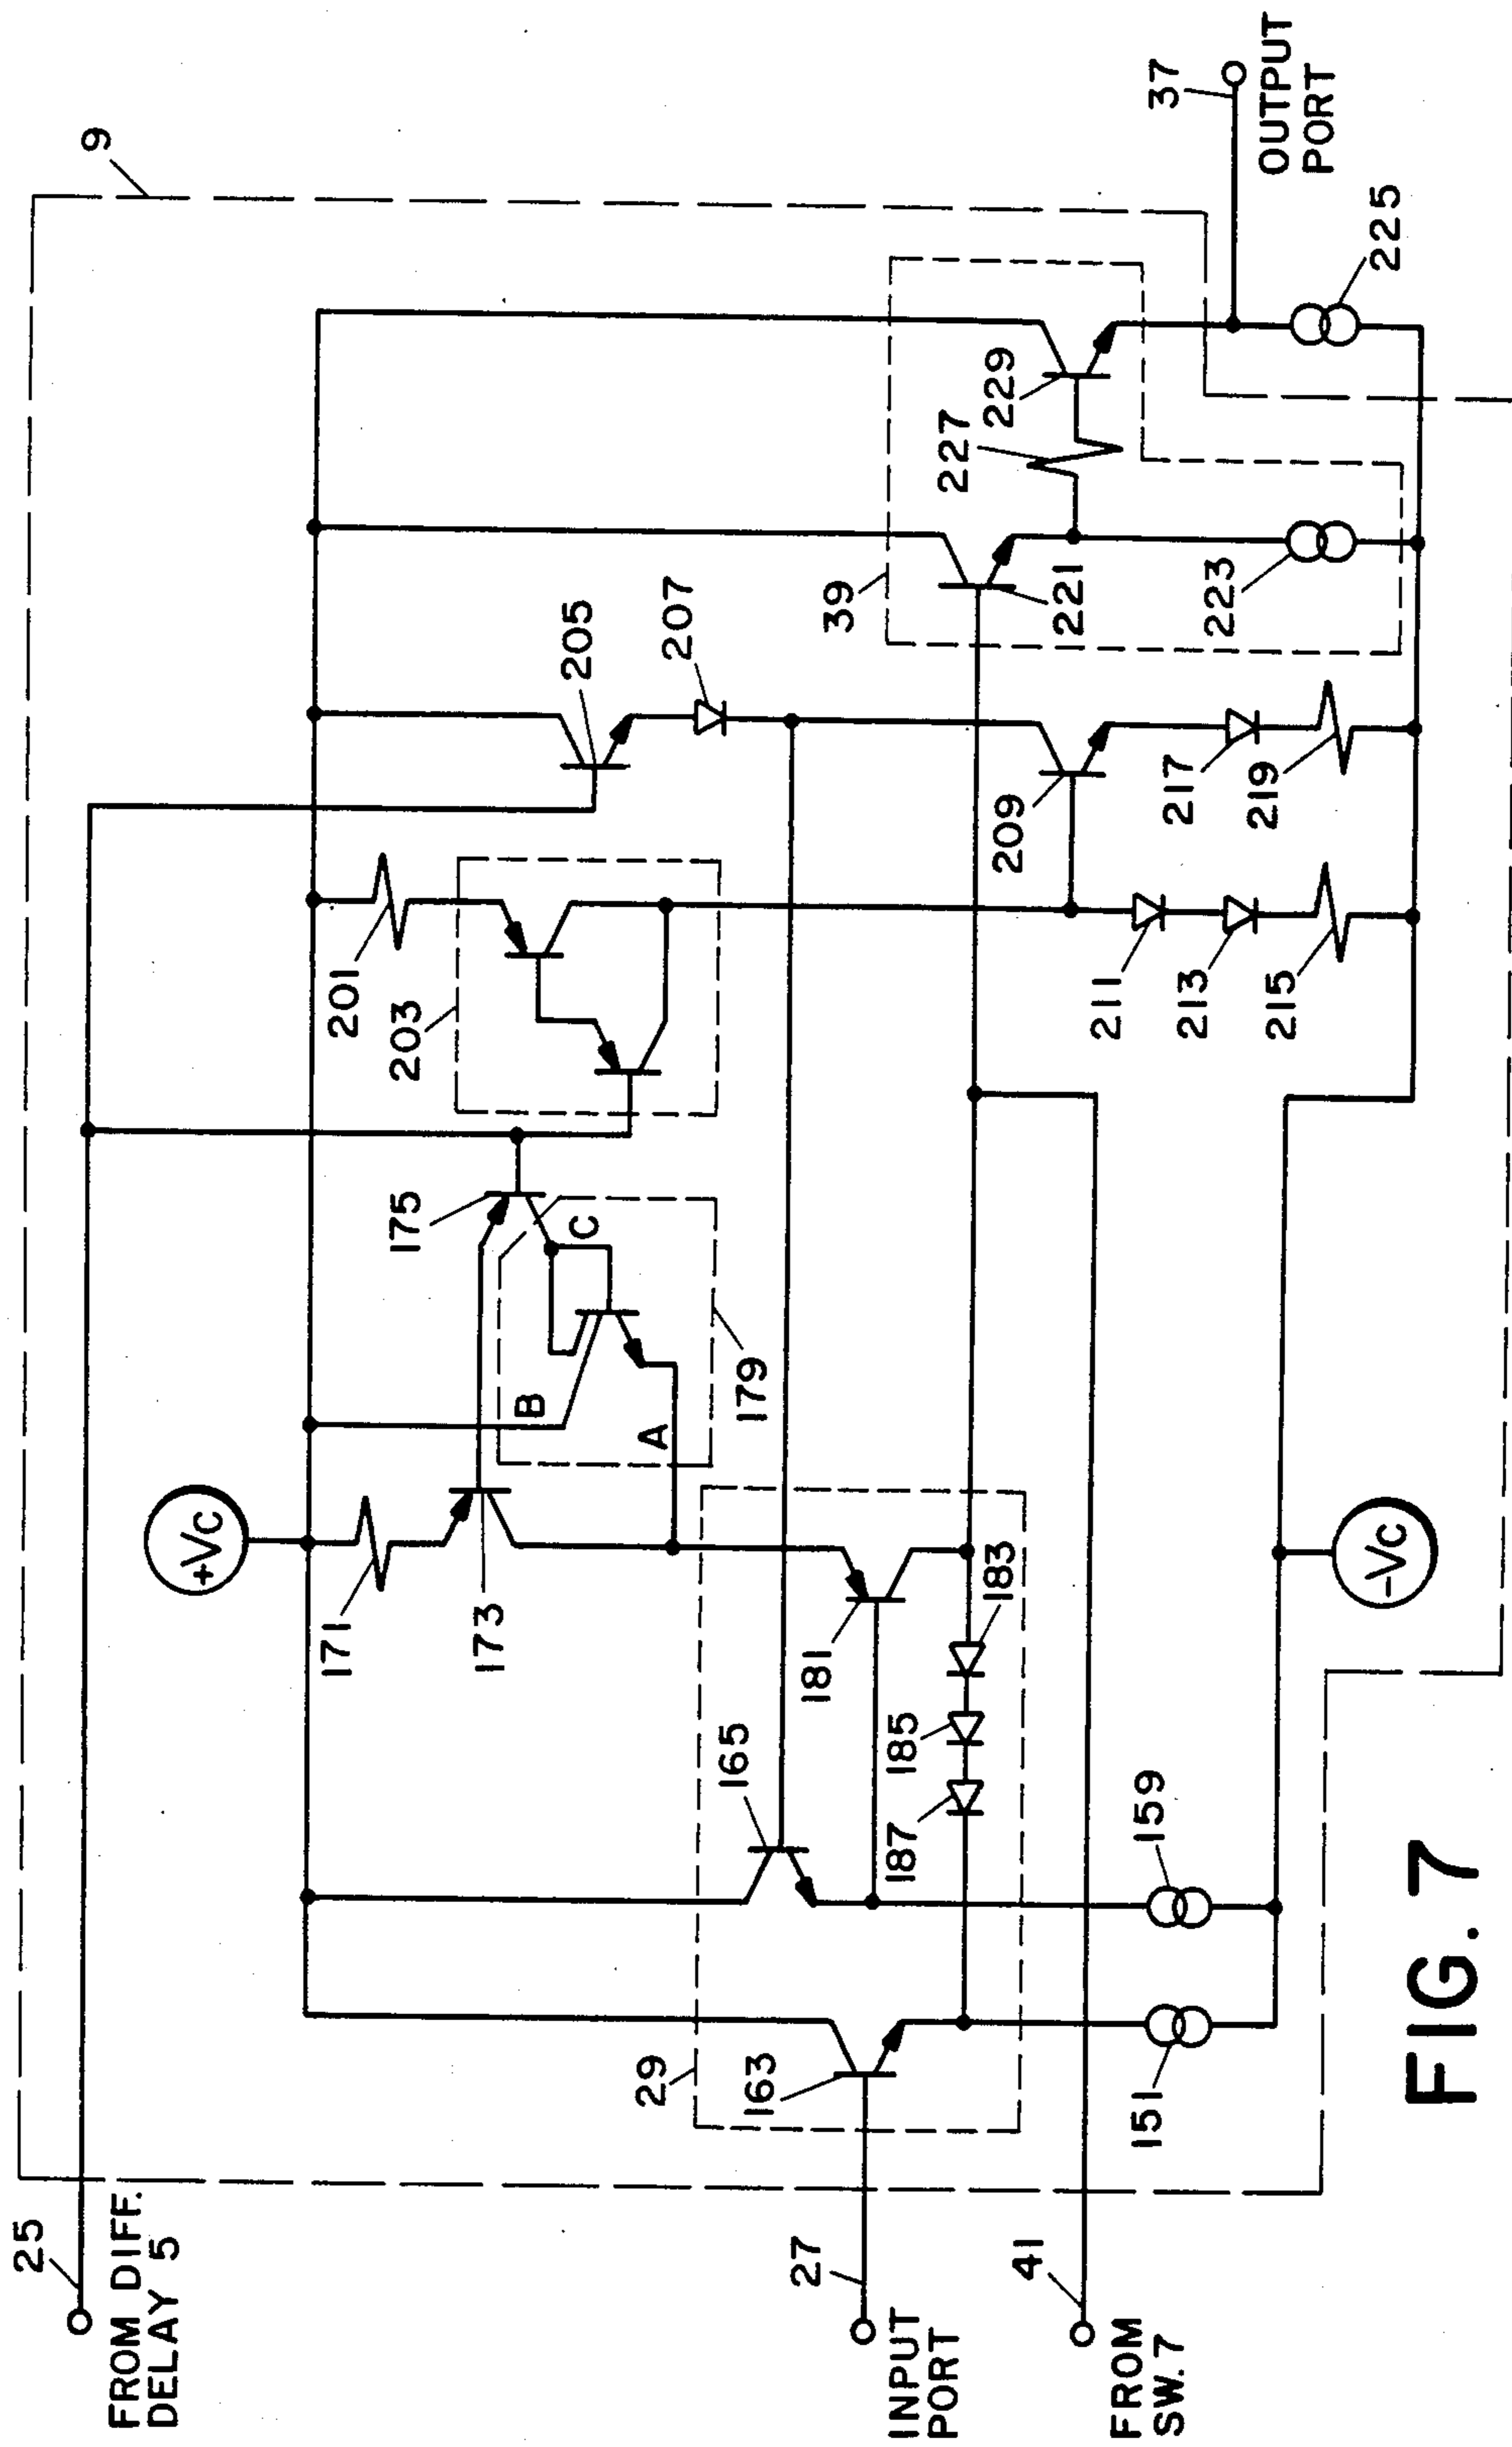 9
25
FROM DIFF.
DELAY 5
+Vc
171
173
175
B
C
A
179
201
203
205
207
39
37
OUTPUT
PORT
229
227
221
223
225
29
163
165
181
183
185
187
209
211
213
215
217
219
27
INPUT
PORT
41
FROM
SW.7
151
159
-Vc
FIG. 7